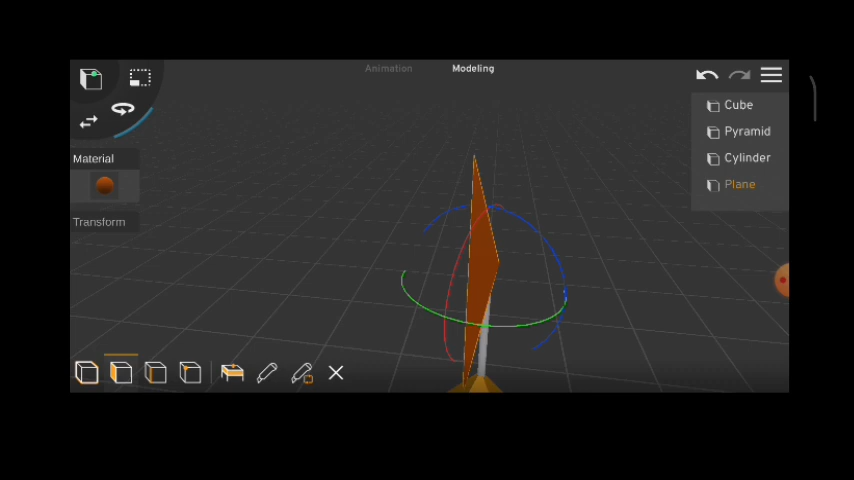 Animation
Modeling
Cube
Pyramid
Material
Cylinder
Plane
Transform